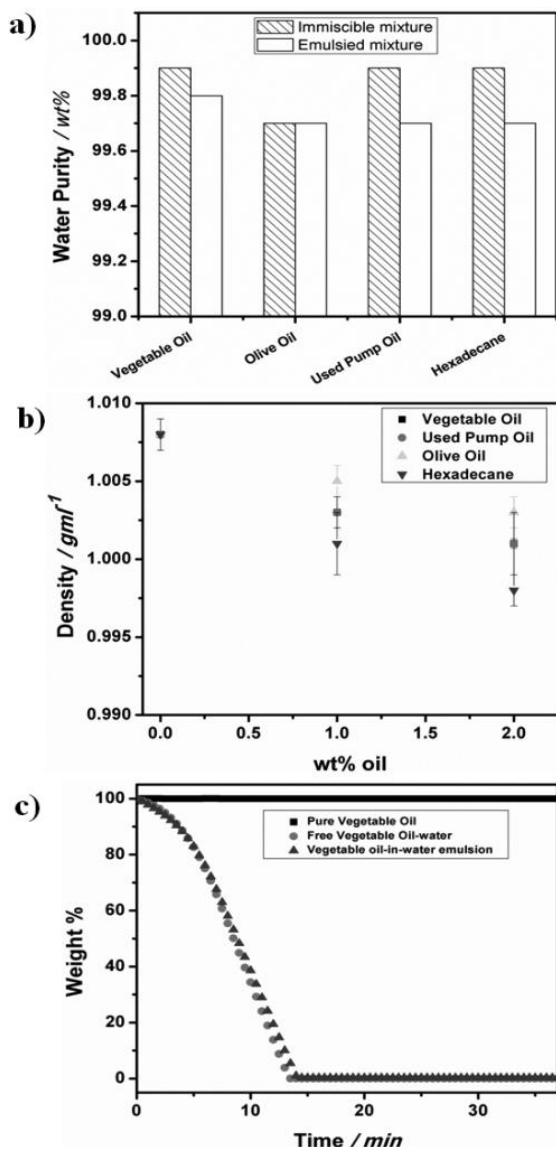 a)
Immiscible mixture
Emulsied mixture
Water Purity / wt%
100.0
99.8
99.6
99.4
99.2
99.0
Vegetable Oil
Olive Oil
Used Pump Oil
Hexadecane
b)
Vegetable Oil
Used Pump Oil
Olive Oil
Hexadecane
Density / gml⁻¹
1.010
1.005
1.000
0.995
0.990
0.0 0.5 1.0 1.5 2.0
wt% oil
c)
Pure Vegetable Oil
Free Vegetable Oil-water
Vegetable oil-in-water emulsion
Weight %
100
80
60
40
20
0
0 10 20 30
Time / min